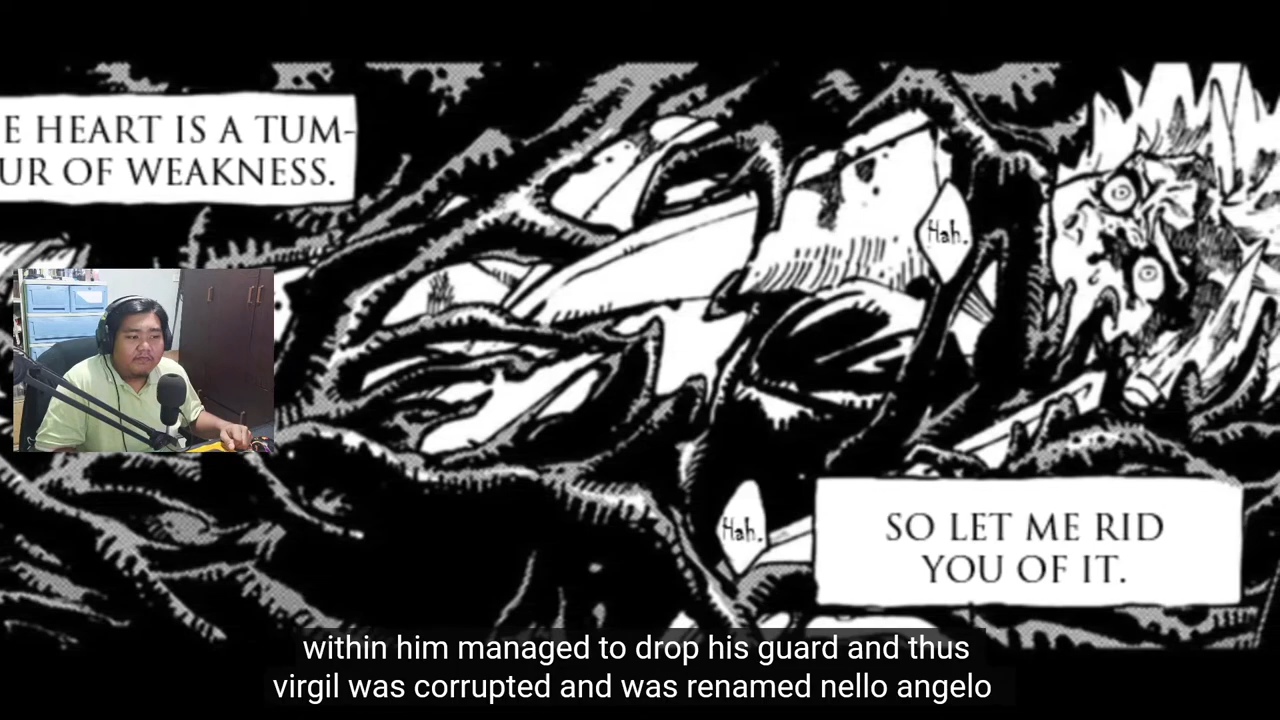 E HEART IS A TUM-
UR OF WEAKNESS.
Hah.
Hah.
SO LET ME RID
YOU OF IT.
within him managed to drop his guard and thus
virgil was corrupted and was renamed nello angelo